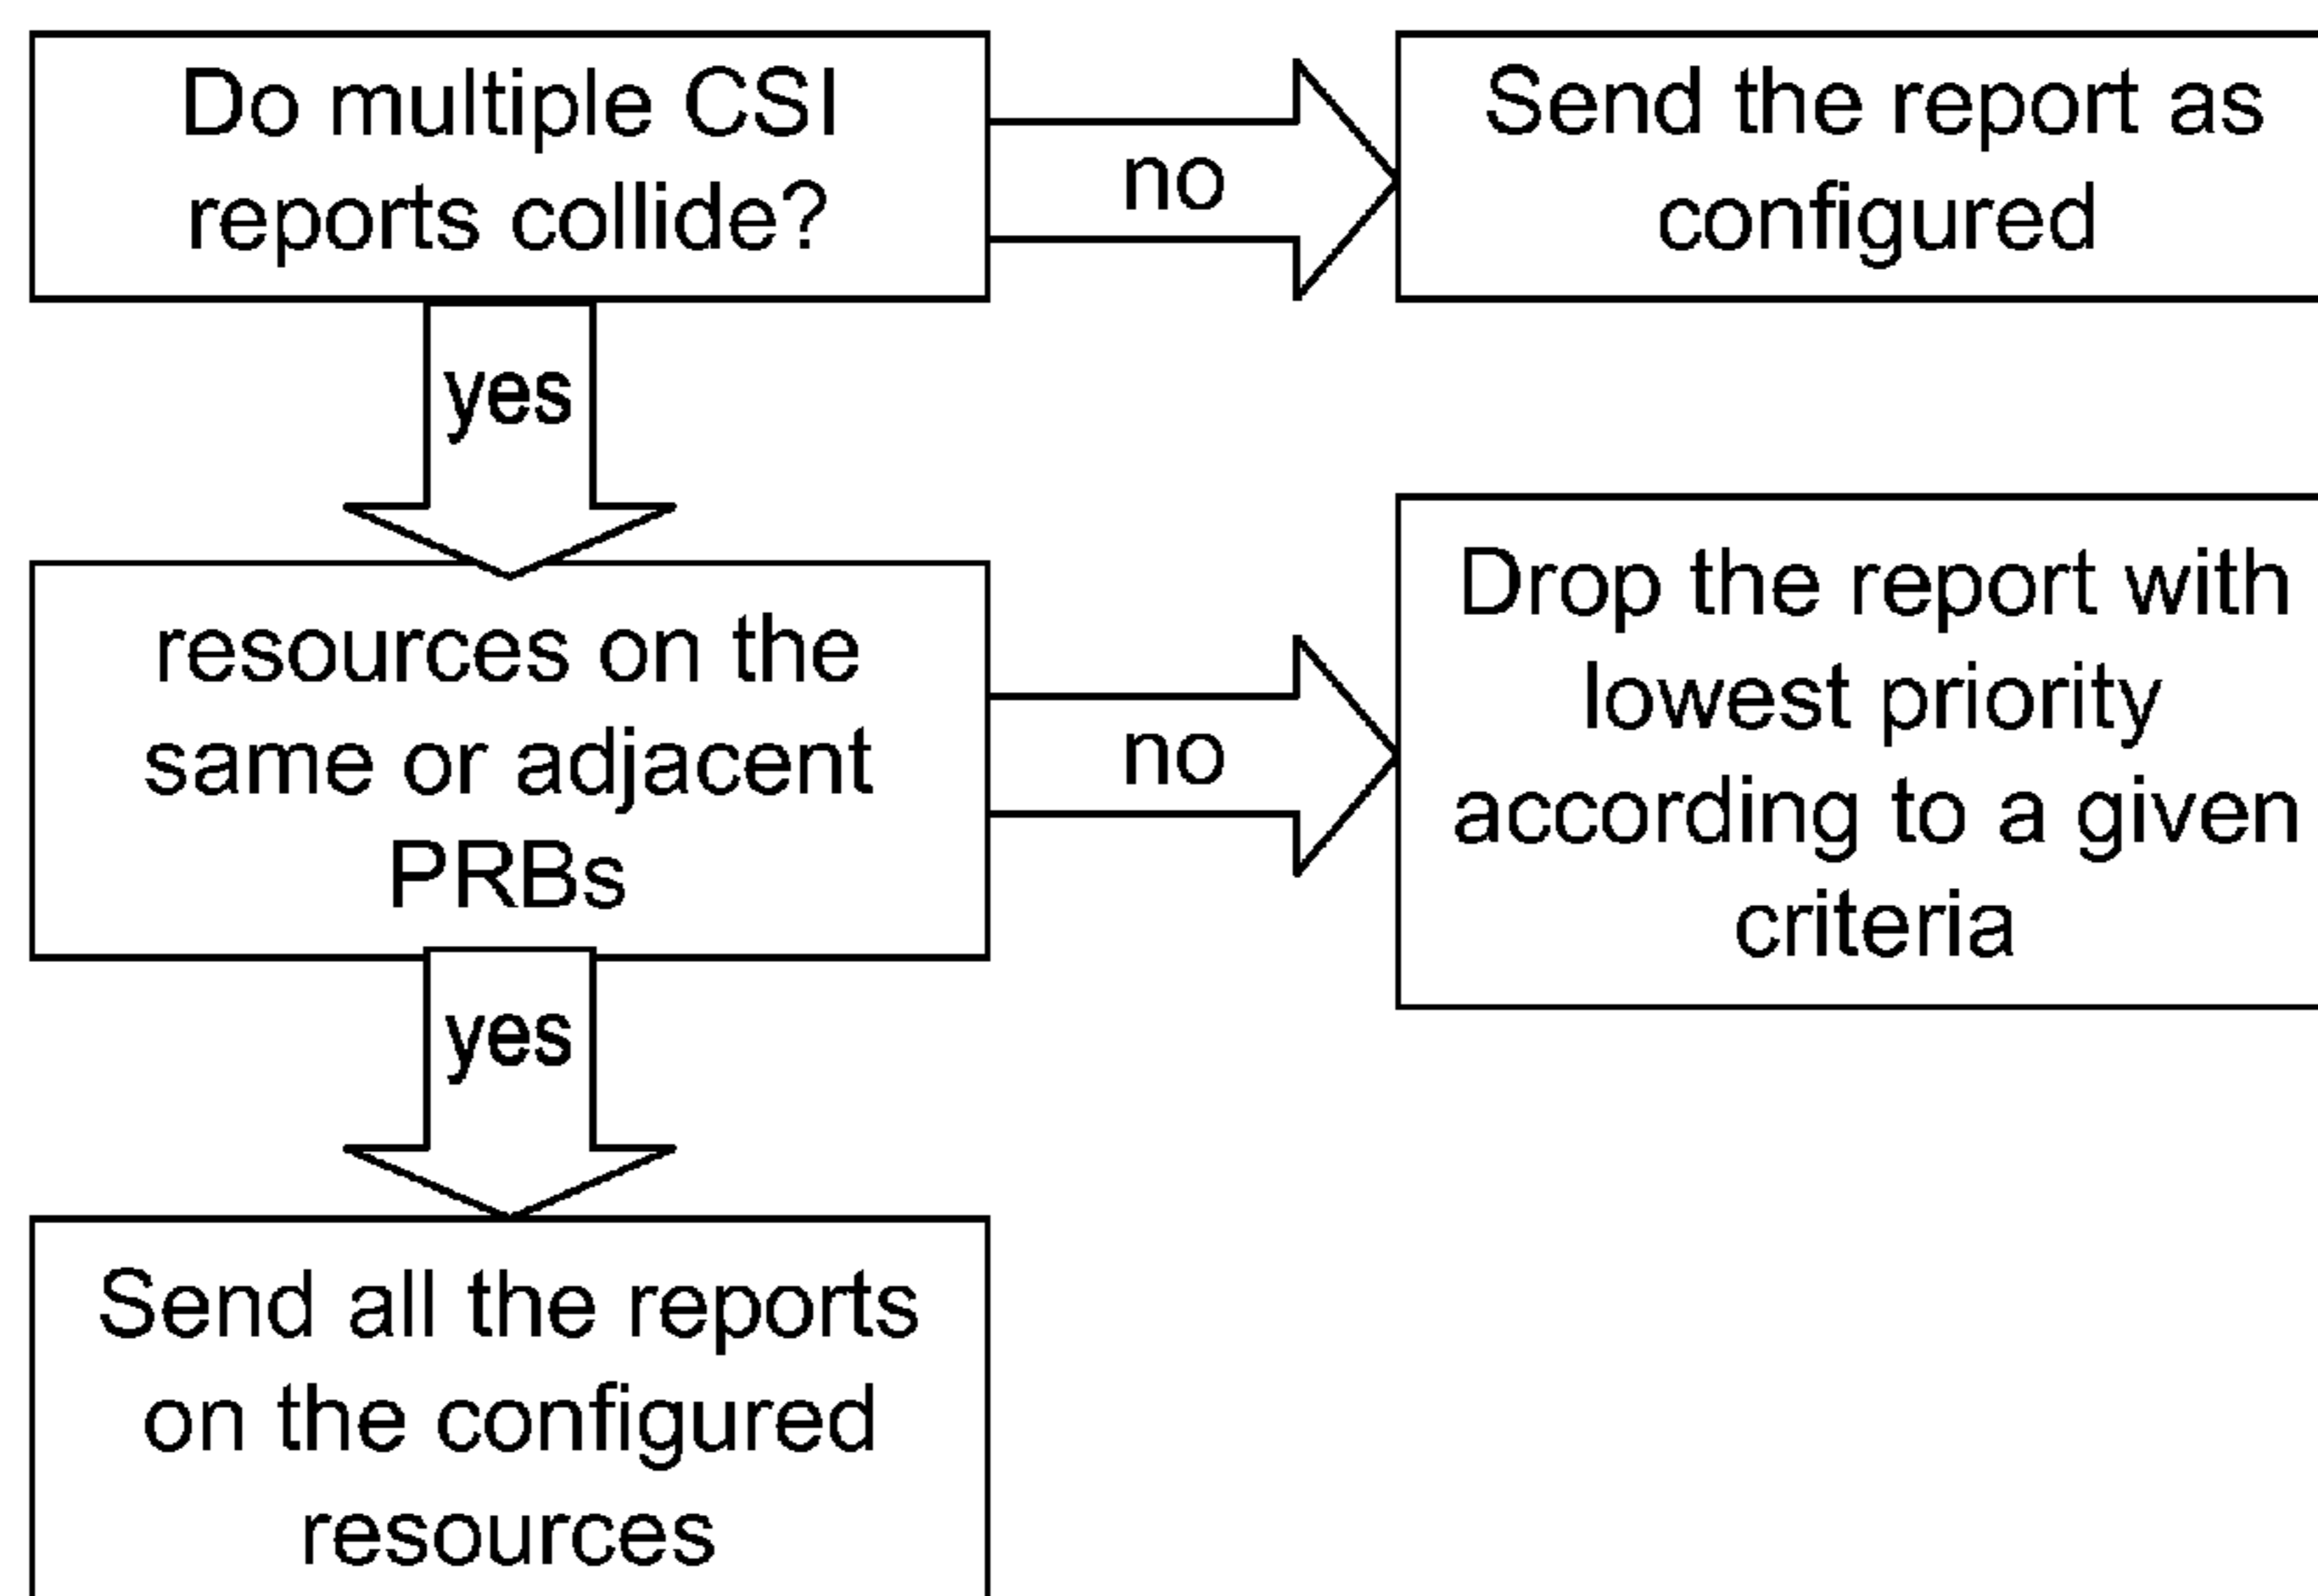 Do multiple CSI
reports collide?
no
Send the report as
configured
yes
resources on the
same or adjacent
PRBs
no
Drop the report with
lowest priority
according to a given
criteria
yes
Send all the reports
on the configured
resources